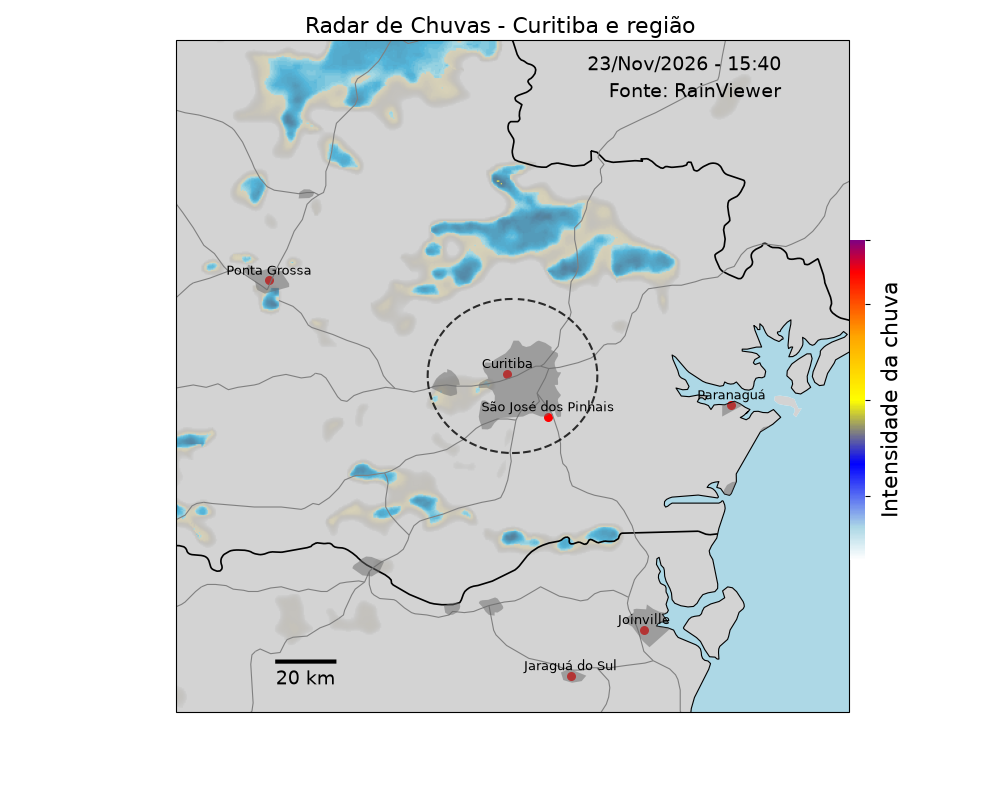 Radar de Chuvas - Curitiba e região
23/Nov/2026 - 15:40
Fonte: RainViewer
Ponta Grossa
Curitiba
Paranaguá
São José dos Pinhais
Intensidade da chuva
Joinville
Jaraguá do Sul
20 km